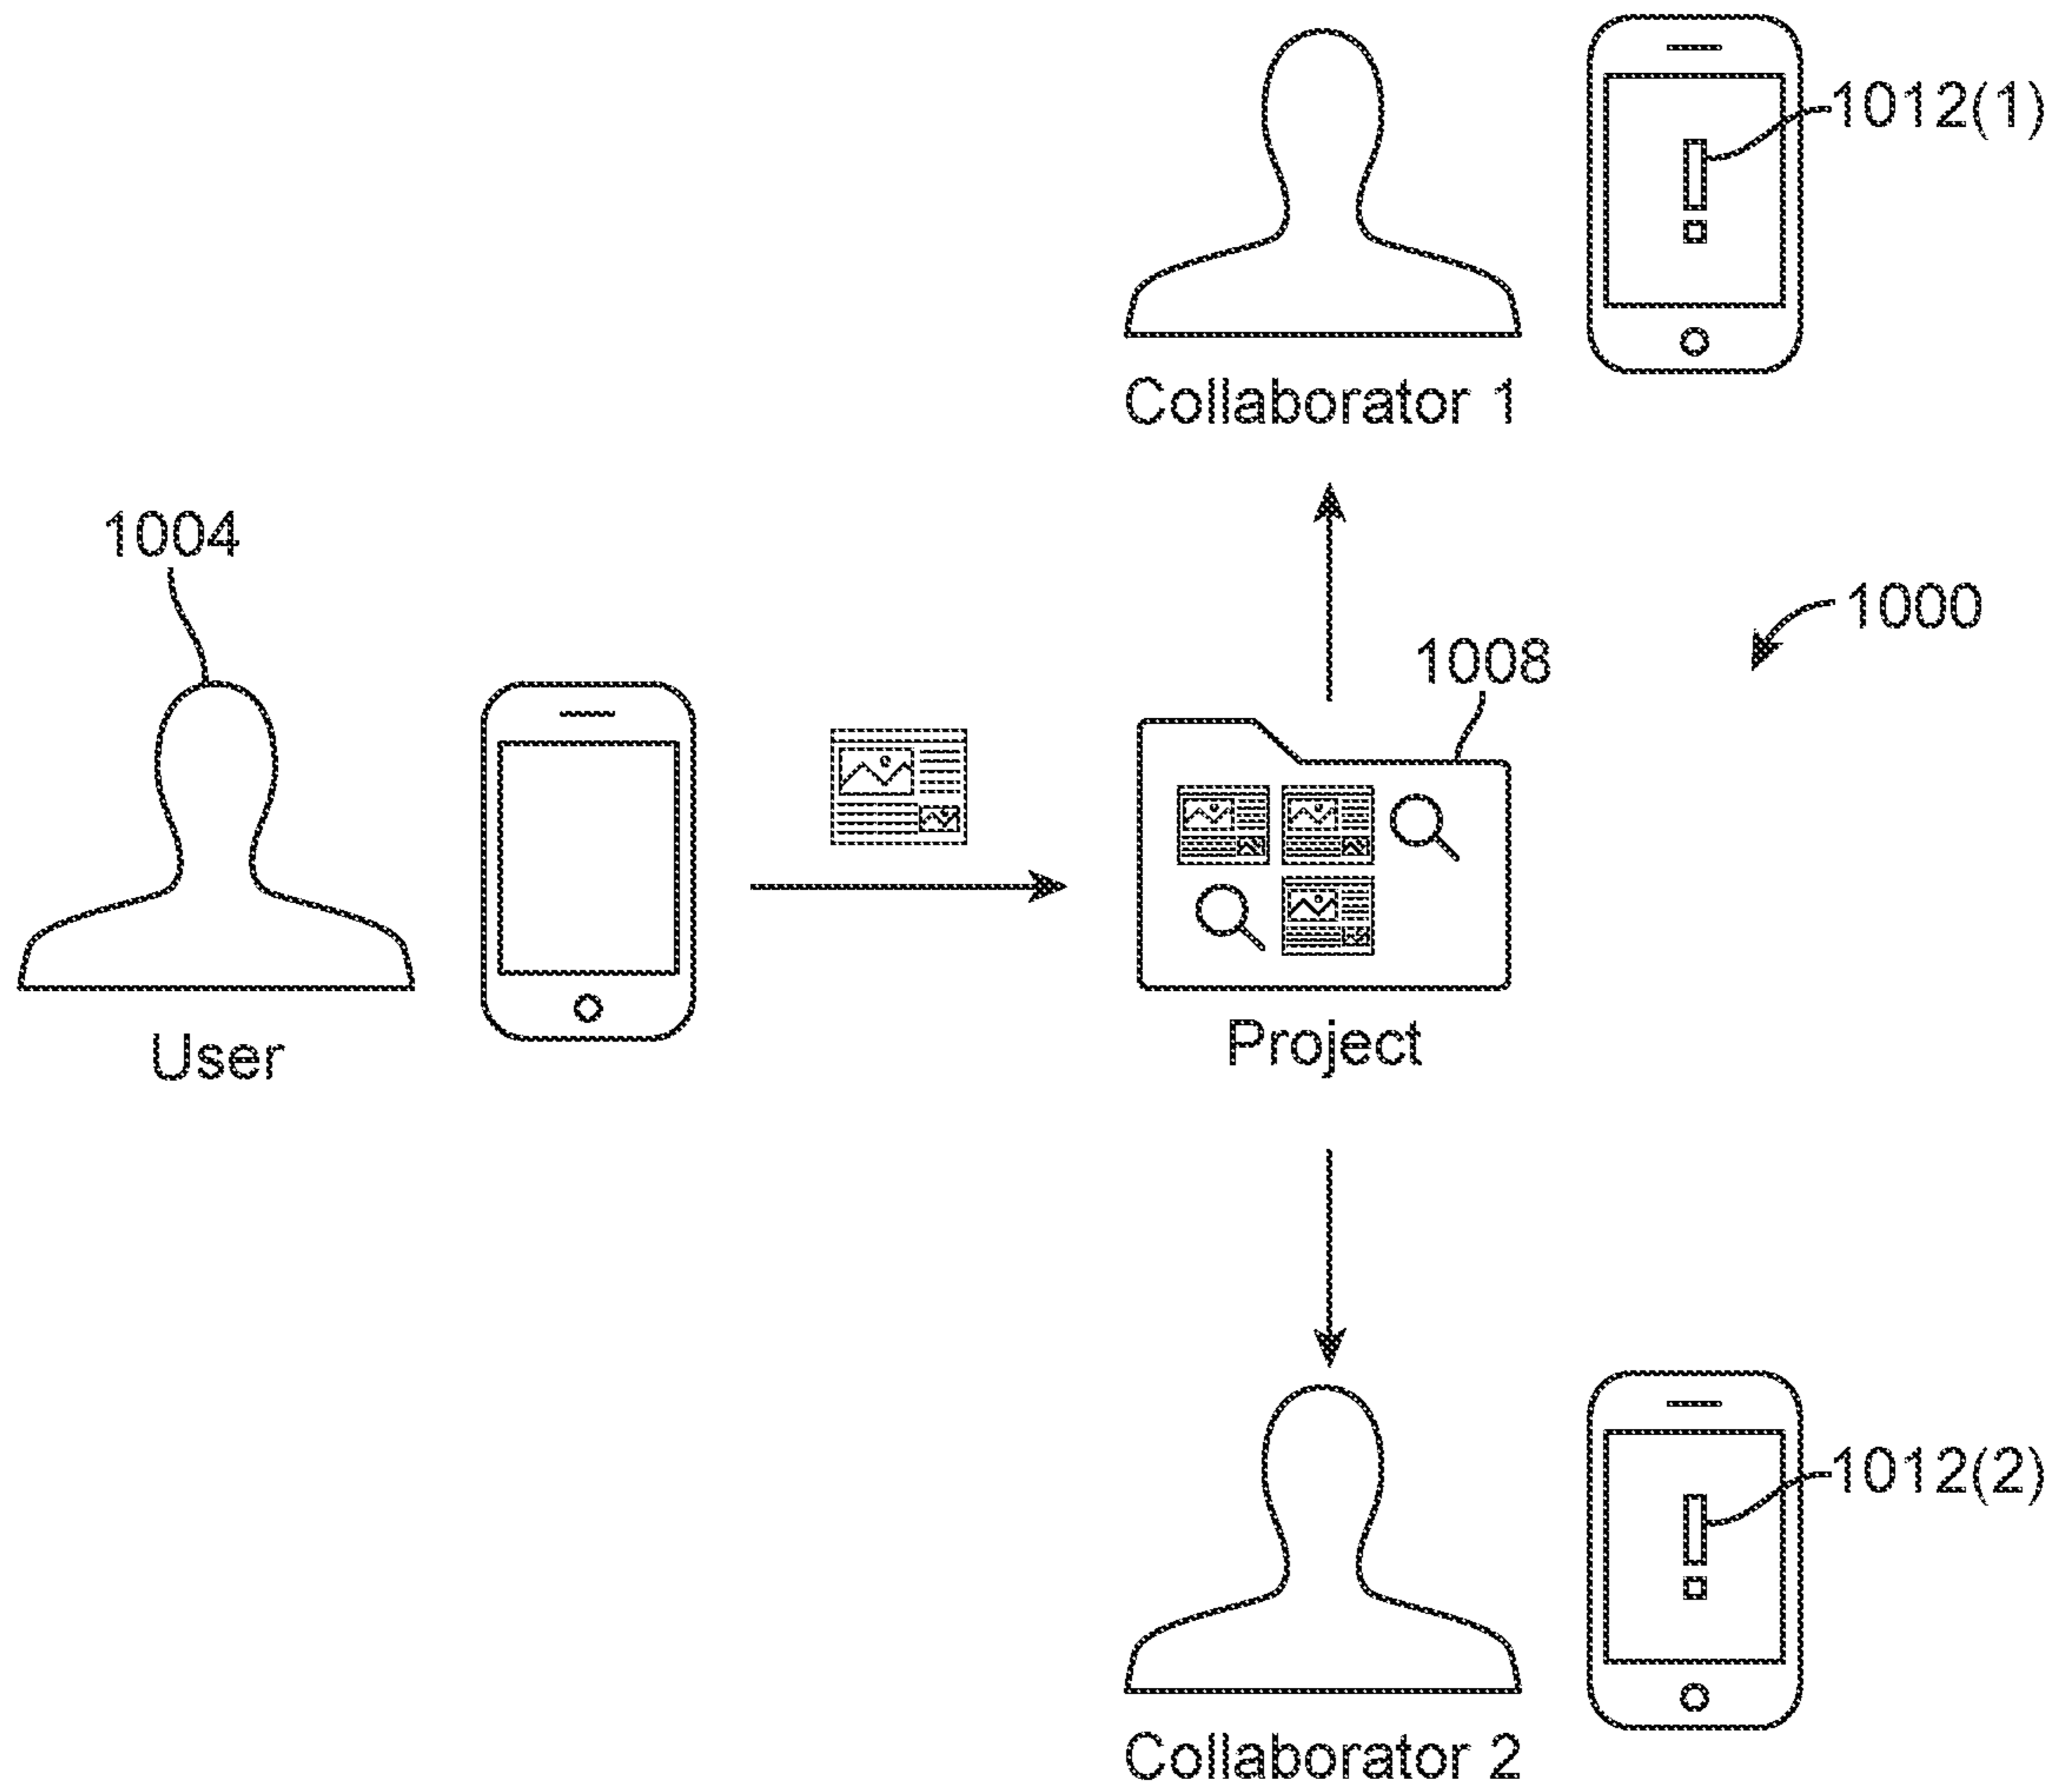 1012(1)
Collaborator 1
1004
1000
1008
User
Project
1012(2)
Collaborator 2